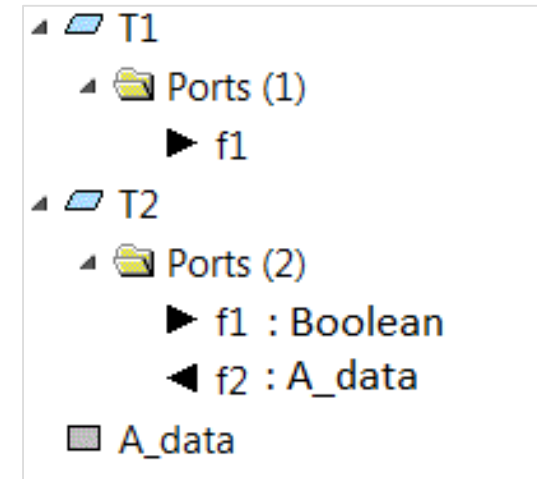 T1
Ports (1)
f1
T2
Ports (2)
f1 : Boolean
f2 : A_data
A_data